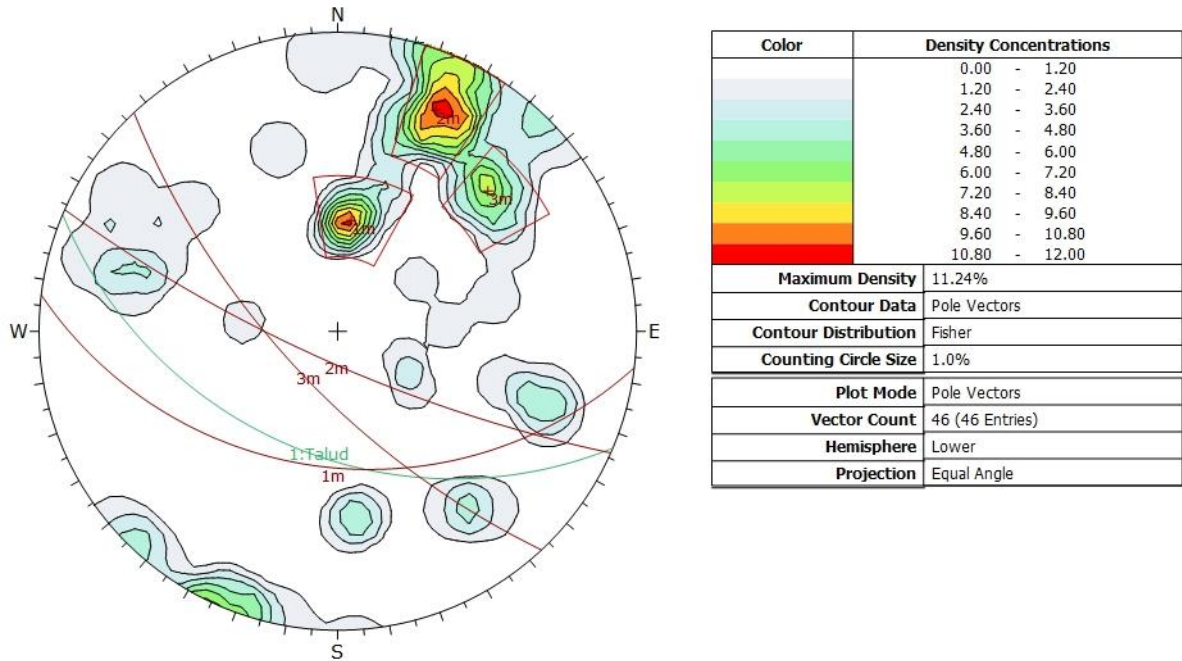 N
W
E
S
2m
3m
1m
2m
3m
1:Talud
1m
Color Density Concentrations
0.00 - 1.20
1.20 - 2.40
2.40 - 3.60
3.60 - 4.80
4.80 - 6.00
6.00 - 7.20
7.20 - 8.40
8.40 - 9.60
9.60 - 10.80
10.80 - 12.00
Maximum Density 11.24%
Contour Data Pole Vectors
Contour Distribution Fisher
Counting Circle Size 1.0%
Plot Mode Pole Vectors
Vector Count 46 (46 Entries)
Hemisphere Lower
Projection Equal Angle